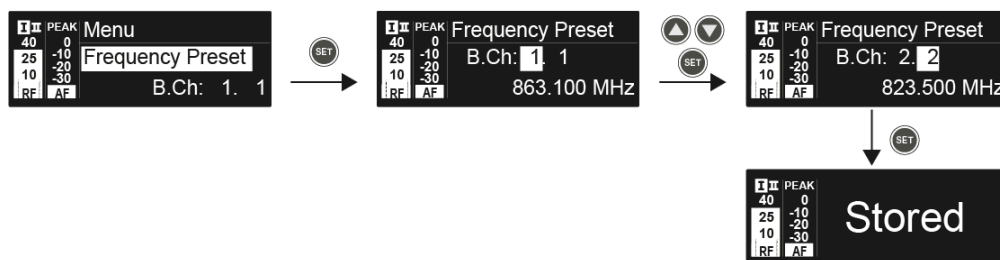 I II PEAK Menu
40 0
25 -10 Frequency Preset
-20
10 -30 B.Ch: 1. 1
RF AF
SET
I II PEAK Frequency Preset
40 0
25 -10 B.Ch: 1. 1
-20
10 -30 863.100 MHz
RF AF
SET
I II PEAK Frequency Preset
40 0
25 -10 B.Ch: 2. 2
-20
10 -30 823.500 MHz
RF AF
SET
I II PEAK
40 0
25 -10 Stored
-20
10 -30
RF AF